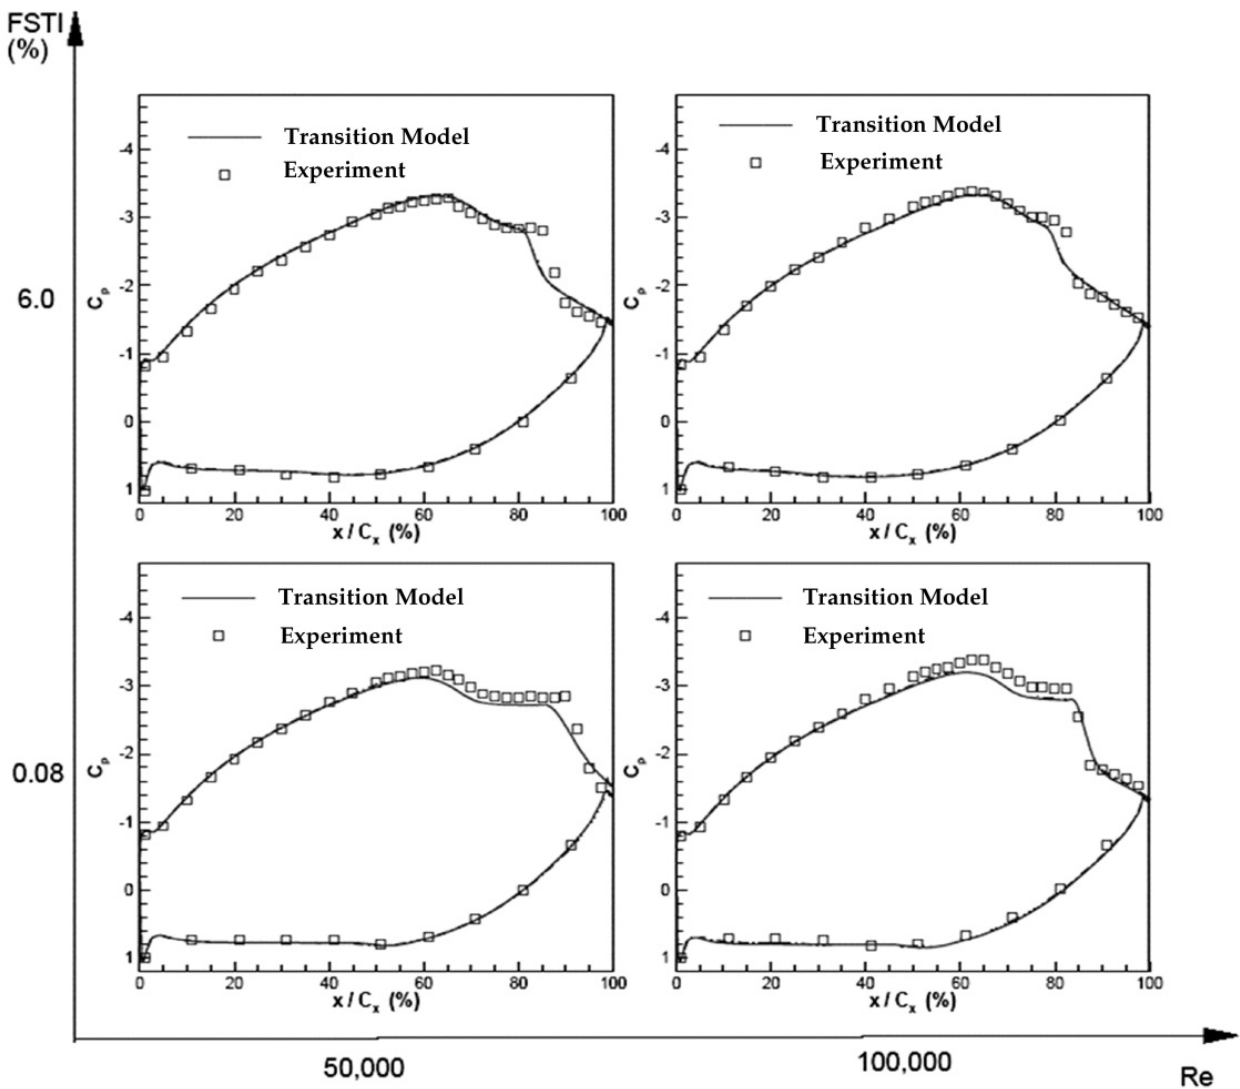 FSTI
(%)
Transition Model
Experiment
-4
-3
-2
-1
0
1
Cp
0 20 40 60 80 100
x / Cx (%)
Transition Model
Experiment
-4
-3
-2
-1
0
1
Cp
0 20 40 60 80 100
x / Cx (%)
6.0
Transition Model
Experiment
-4
-3
-2
-1
0
1
Cp
0 20 40 60 80 100
x / Cx (%)
Transition Model
Experiment
-4
-3
-2
-1
0
1
Cp
0 20 40 60 80 100
x / Cx (%)
0.08
50,000
100,000
Re